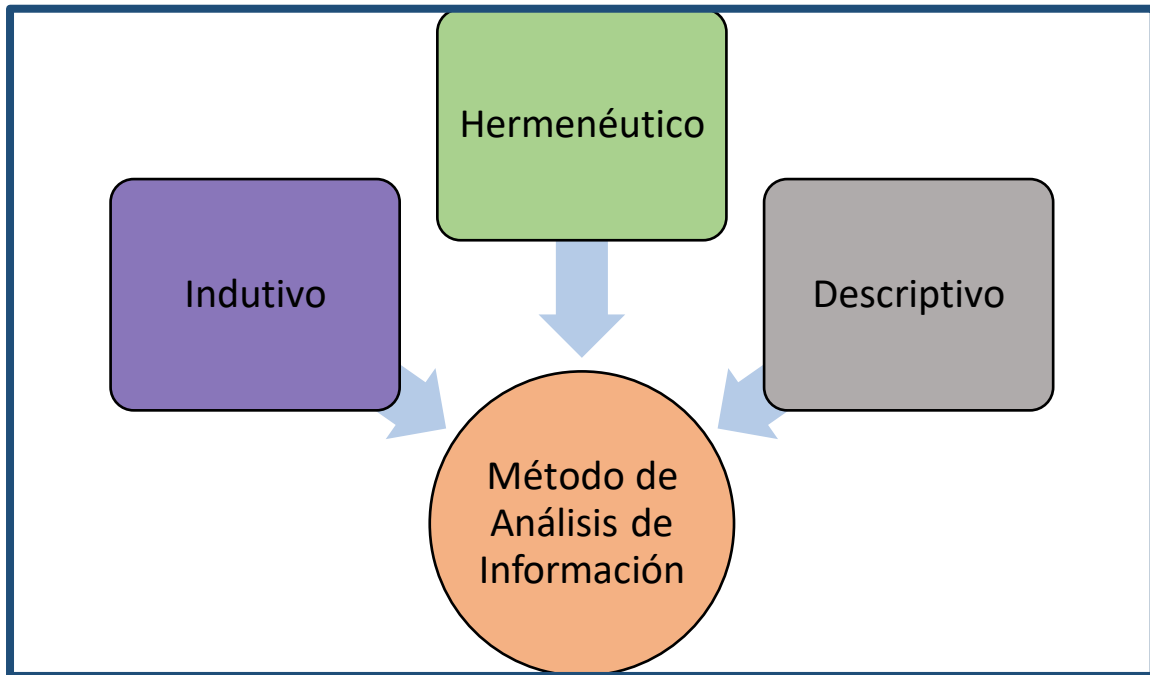 Hermenéutico
Indutivo
Descriptivo
Método de
Análisis de
Información